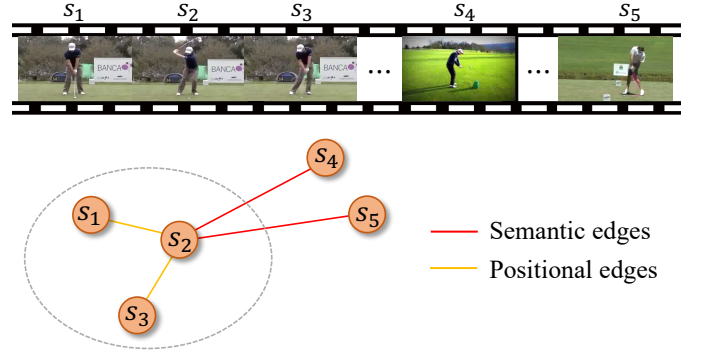 s₁ s₂ s₃ s₄ s₅
BANCA BANCA BANCA
... ...
s₄
s₁
s₅
s₂
Semantic edges
Positional edges
s₃